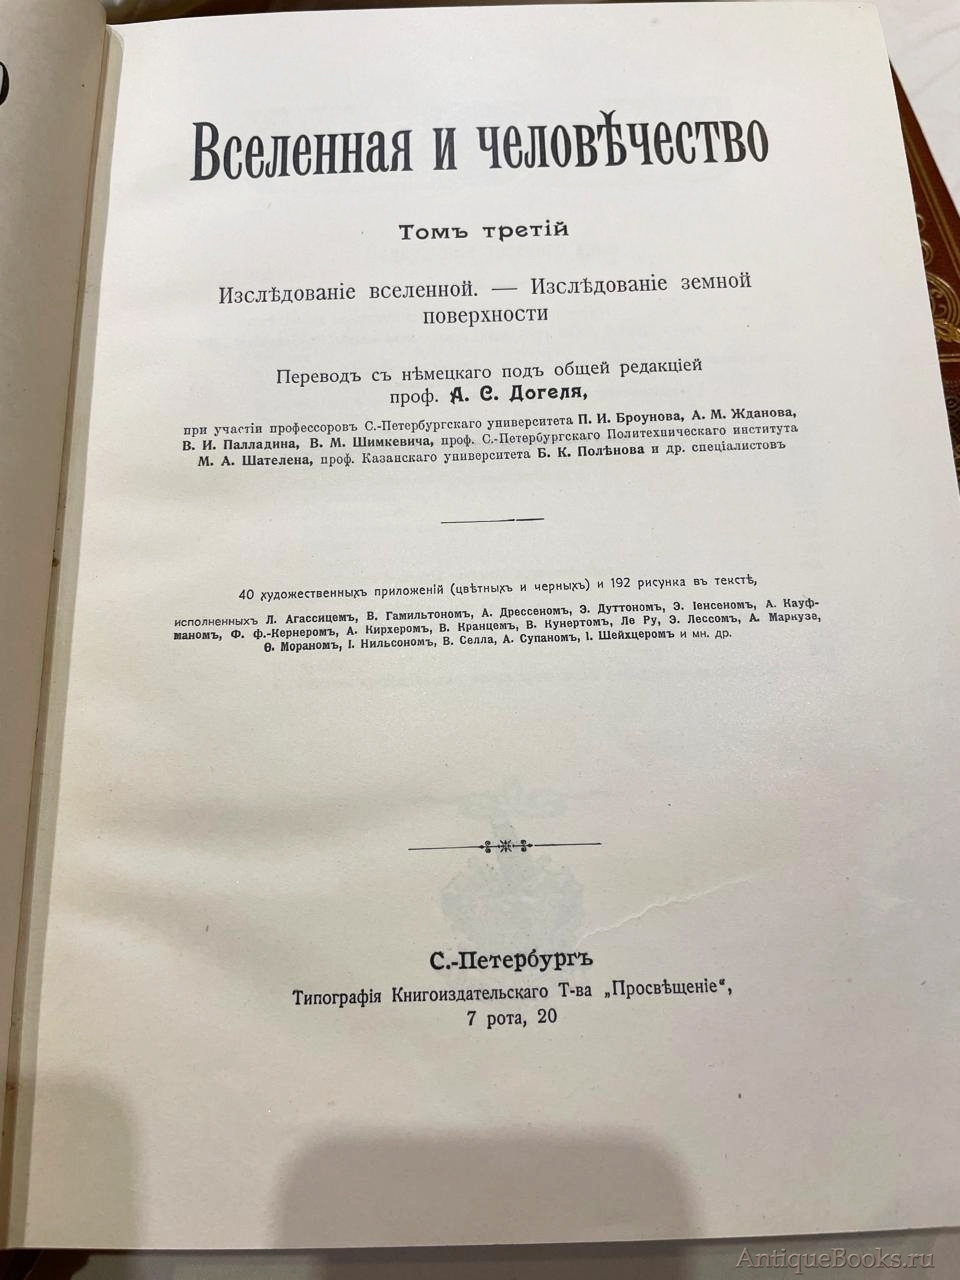 Вселенная и человѣчество
Томъ третій
Изслѣдованіе вселенной. — Изслѣдованіе земной
поверхности
Переводъ съ нѣмецкаго подъ общей редакціей
проф. А. С. Догеля,
при участіи профессоровъ С.-Петербургскаго университета П. И. Броунова, А. М. Жданова,
В. И. Палладина, В. М. Шимкевича, проф. С.-Петербургскаго Политехническаго института
М. А. Шателена, проф. Казанскаго университета Б. К. Полѣнова и др. спеціалистовъ
40 художественныхъ приложеній (цвѣтныхъ и черныхъ) и 192 рисунка въ текстѣ,
исполненныхъ Л. Агассицемъ, В. Гамильтономъ, А. Дрессеномъ, Э. Дуттономъ, Э. Іенсеномъ, А. Кауф-
маномъ, Ф. ф.-Кернеромъ, А. Кирхеромъ, В. Кранцемъ, В. Кунертомъ, Ле Ру, Э. Лессомъ, А. Маркузе,
Ѳ. Мораномъ, І. Нильсономъ, В. Селла, А. Супаномъ, І. Шейхцеромъ и мн. др.
С.-Петербургъ
Типографія Книгоиздательскаго Т-ва „Просвѣщеніе“,
7 рота, 20
AntiqueBooks.ru